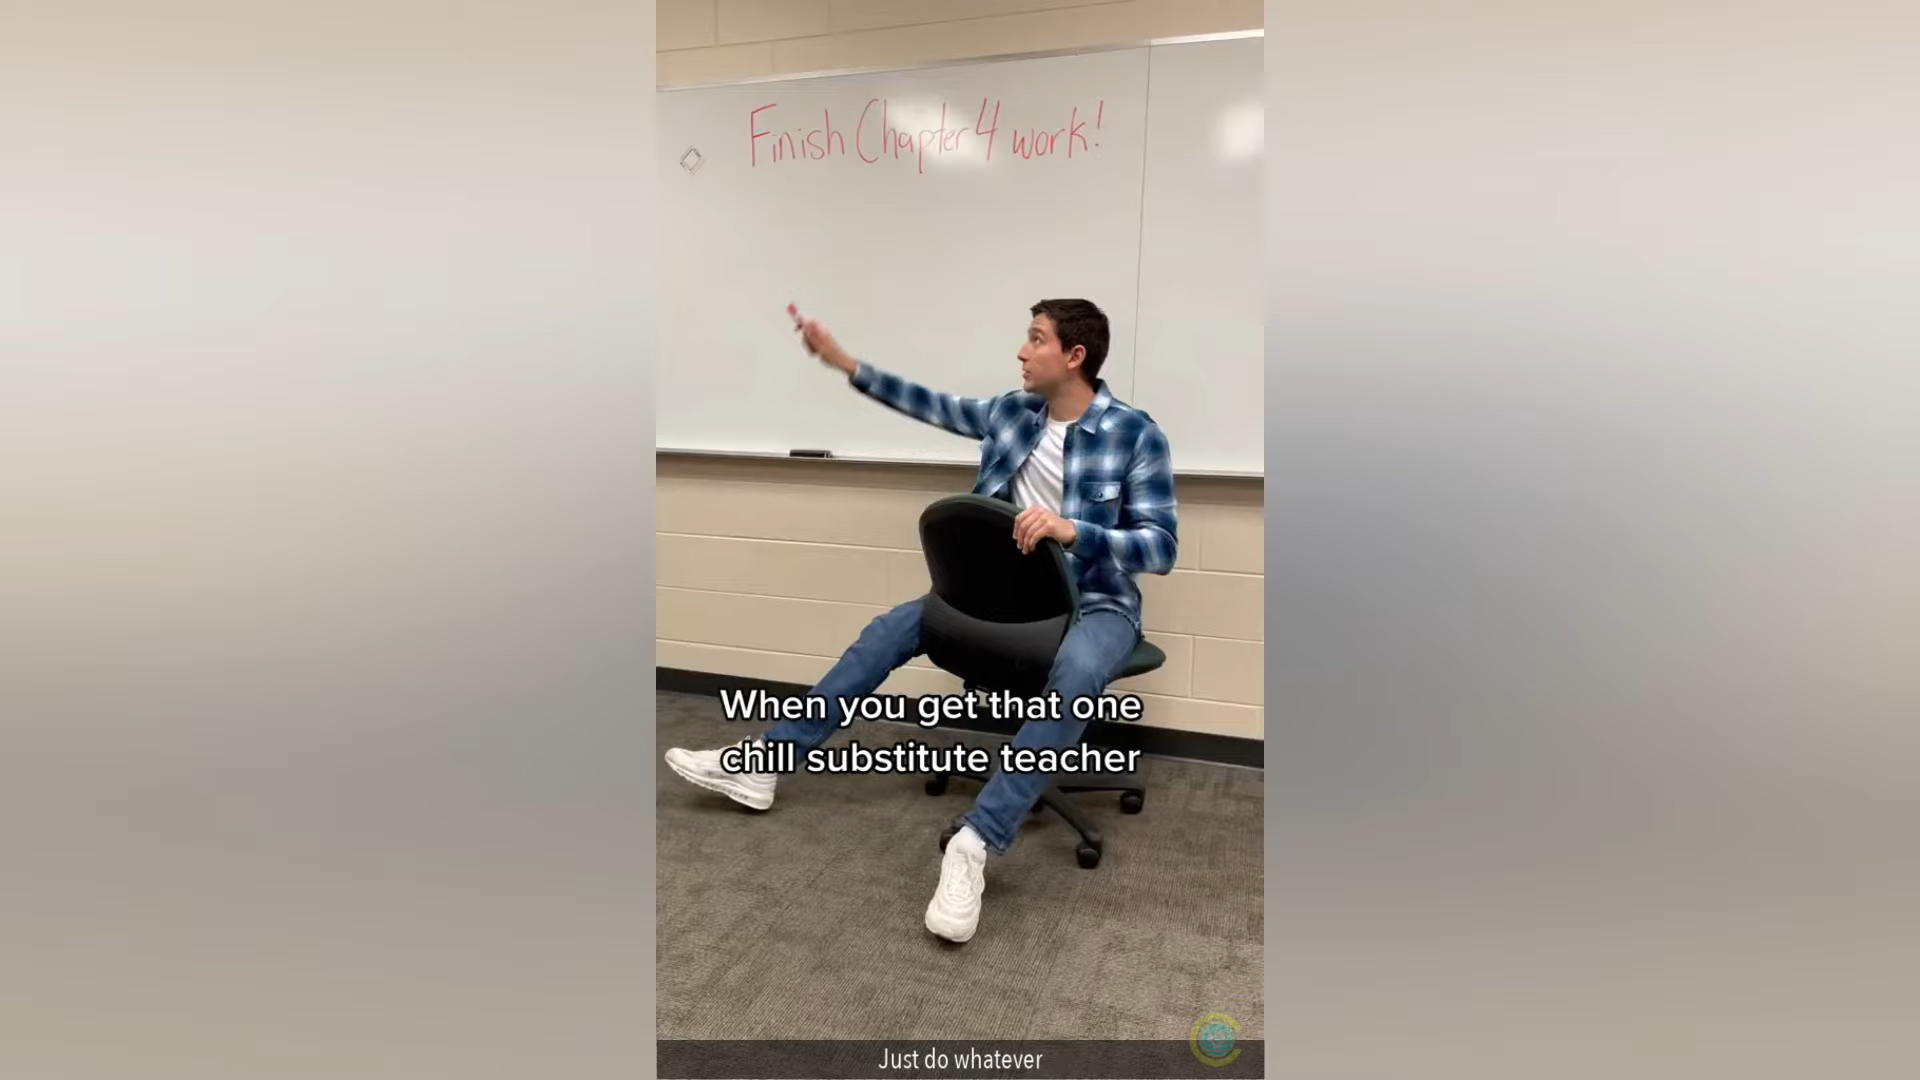 Finish Chapter 4 work!
When you get that one
chill substitute teacher
Just do whatever